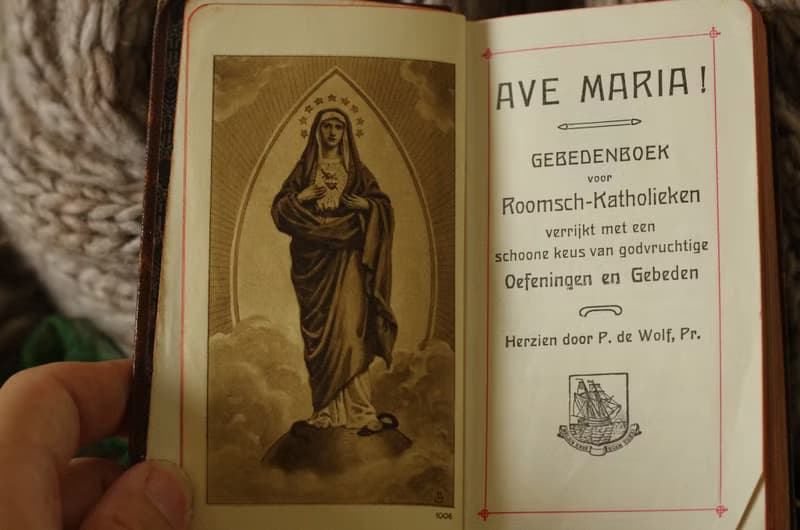 AVE MARIA!
GEBEDENBOEK
voor
Roomsch-Katholieken
verrijkt met een
schoone keus van godvruchtige
Oefeningen en Gebeden
Herzien door P. de Wolf, Pr.
1006